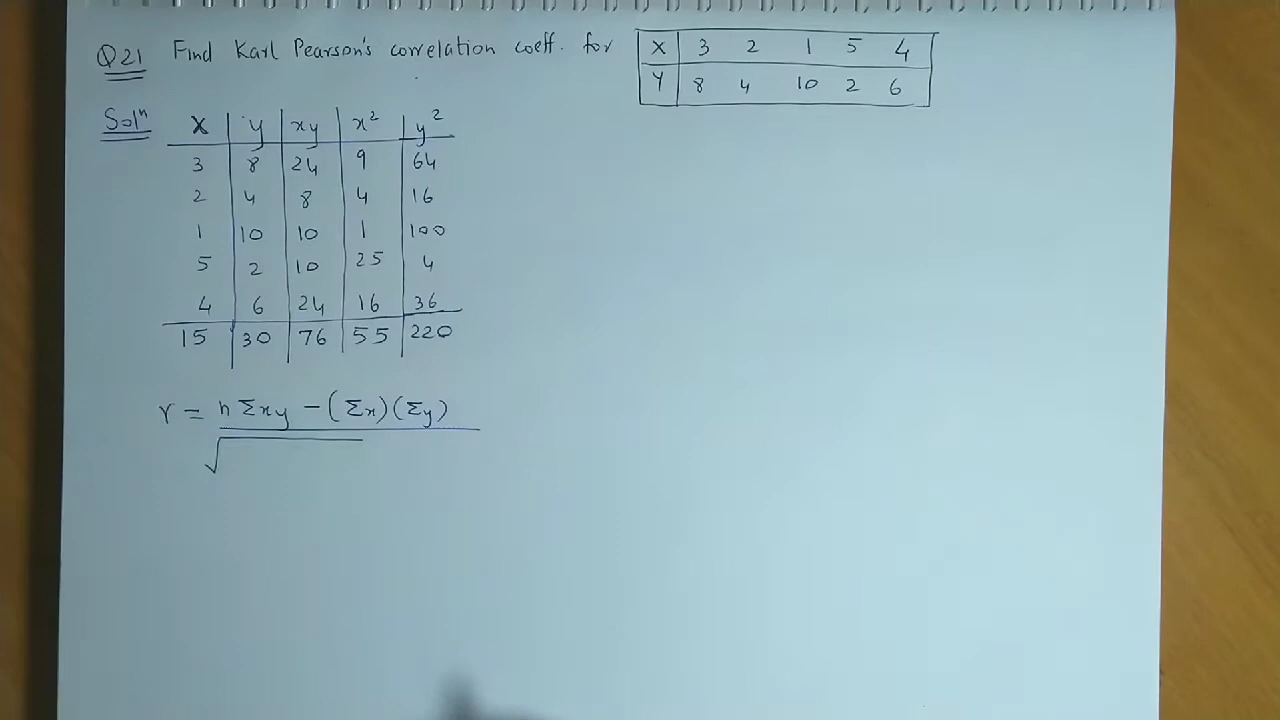 Q21 Find Karl Pearson's correlation coeff. for
X 3 2 1 5 4
Y 8 4 10 2 6
Solⁿ
X y xy x² y²
3 8 24 9 64
2 4 8 4 16
1 10 10 1 100
5 2 10 25 4
4 6 24 16 36
15 30 76 55 220
r = n Σxy - (Σx)(Σy)
√